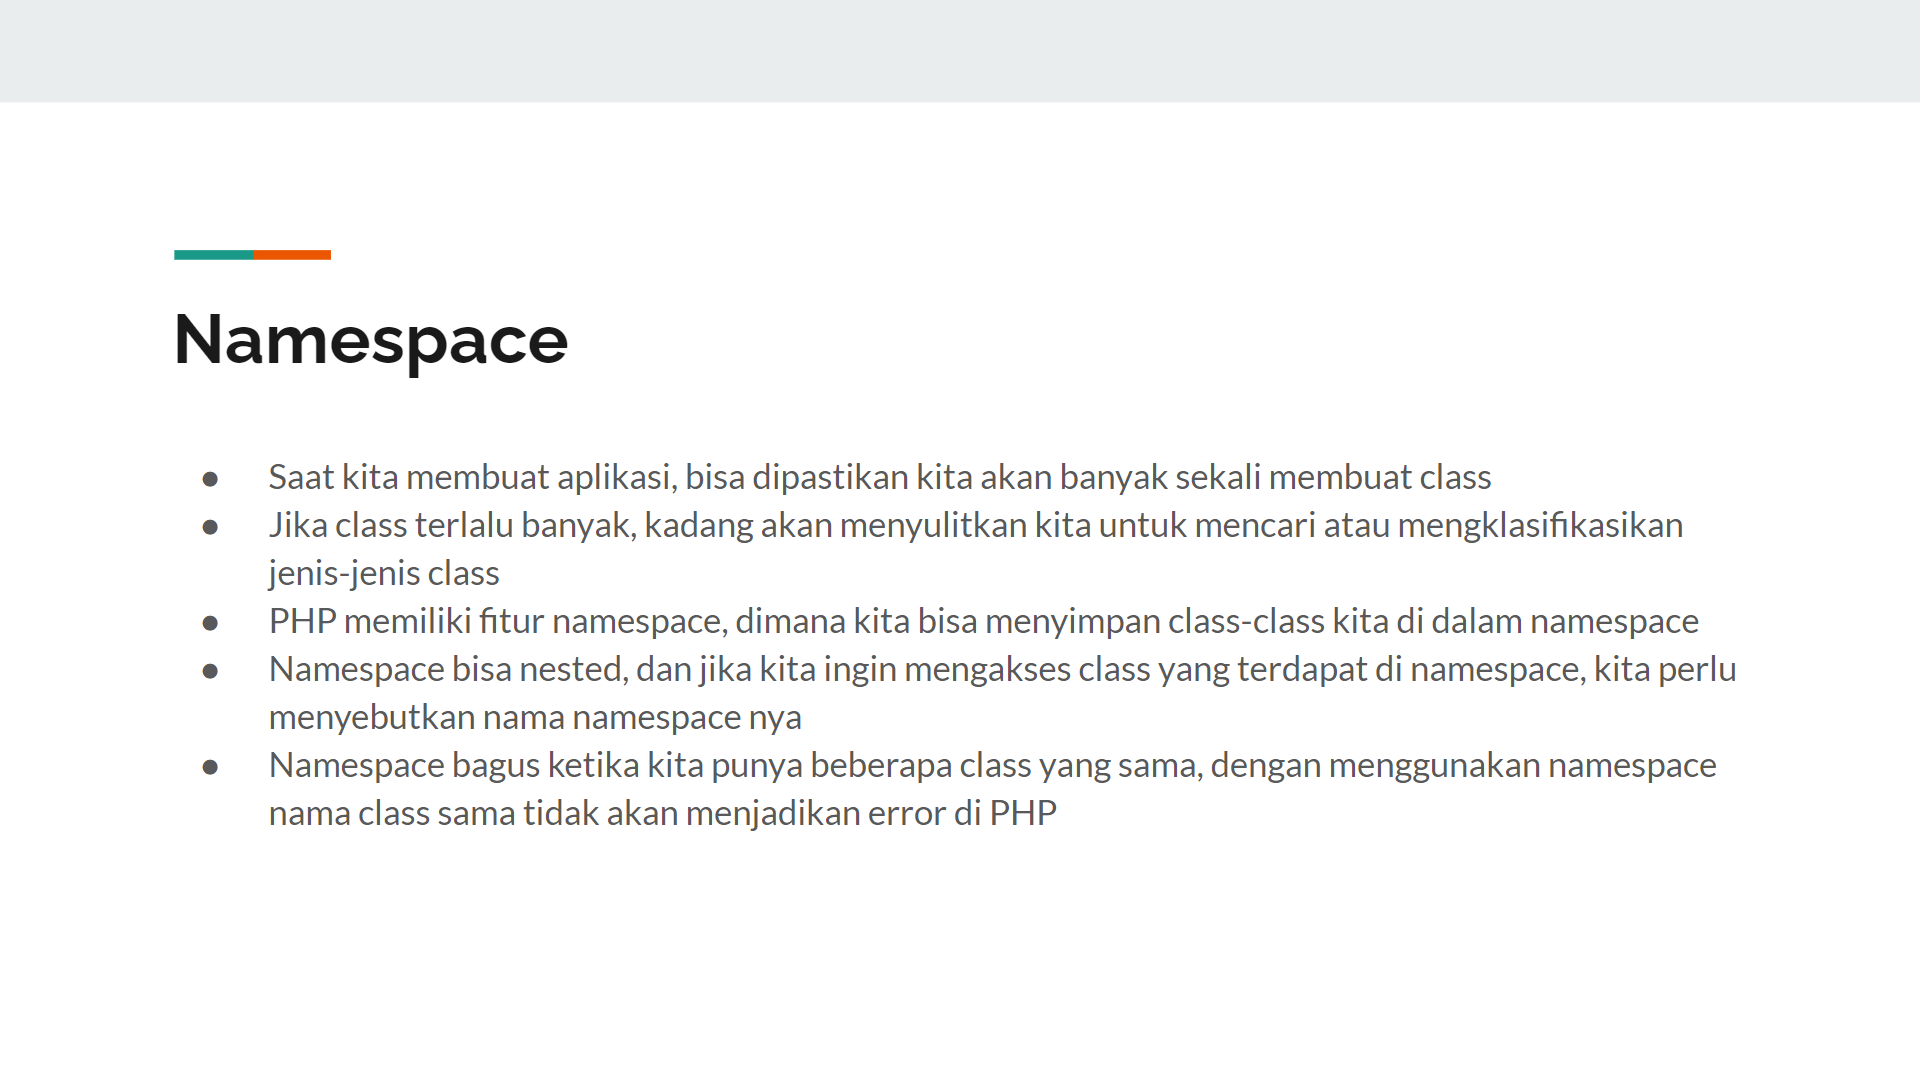 Namespace
● Saat kita membuat aplikasi, bisa dipastikan kita akan banyak sekali membuat class
● Jika class terlalu banyak, kadang akan menyulitkan kita untuk mencari atau mengklasifikasikan
jenis-jenis class
● PHP memiliki fitur namespace, dimana kita bisa menyimpan class-class kita di dalam namespace
● Namespace bisa nested, dan jika kita ingin mengakses class yang terdapat di namespace, kita perlu
menyebutkan nama namespace nya
● Namespace bagus ketika kita punya beberapa class yang sama, dengan menggunakan namespace
nama class sama tidak akan menjadikan error di PHP